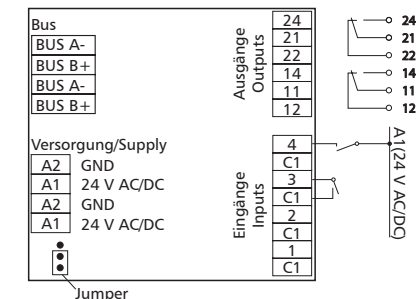 Bus
BUS A-
BUS B+
BUS A-
BUS B+
Versorgung/Supply
A2 GND
A1 24 V AC/DC
A2 GND
A1 24 V AC/DC
Jumper
Ausgänge
Outputs
24
21
22
14
11
12
Eingänge
Inputs
4
C1
3
C1
2
C1
1
C1
24
21
22
14
11
12
A1(24 V AC/DC)